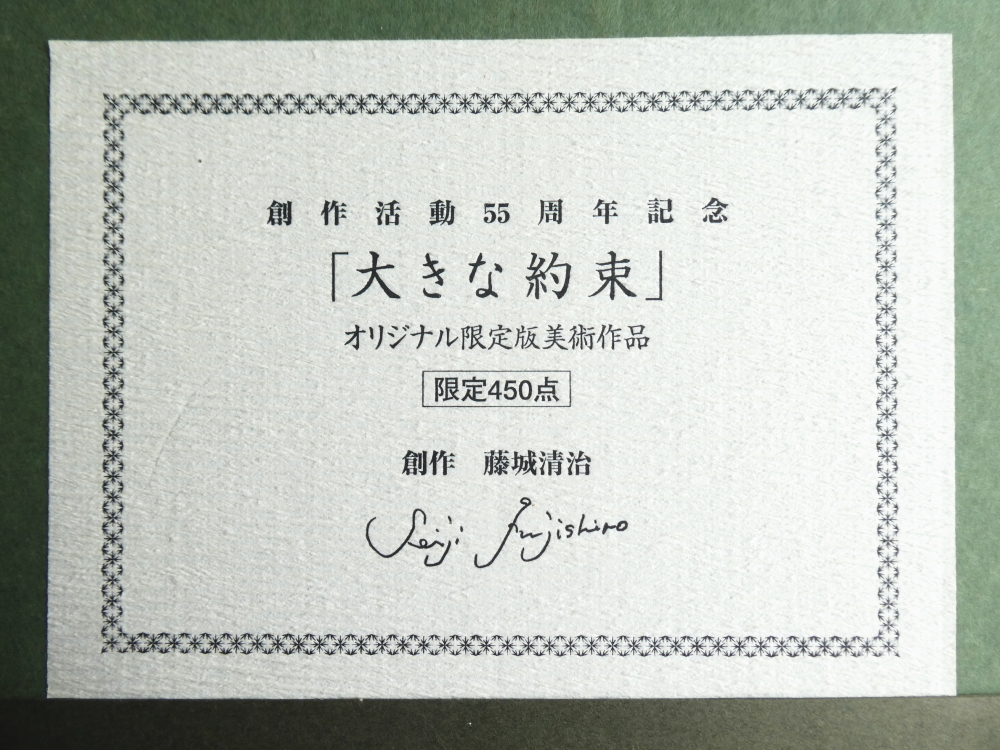 創作活動55周年記念
「大きな約束」
オリジナル限定版美術作品
限定450点
創作 藤城清治
Seiji Fujishiro